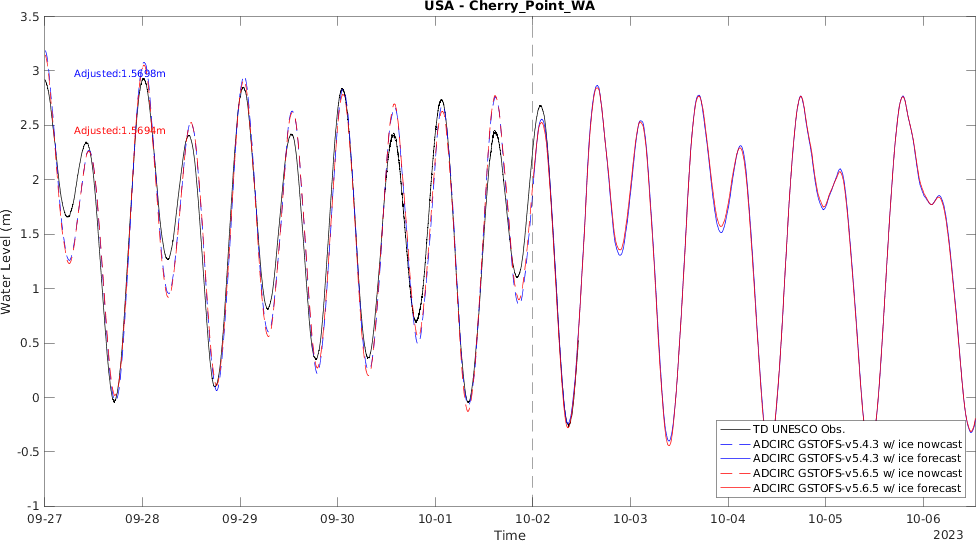 USA - Cherry_Point_WA
3.5
3
2.5
2
1.5
1
0.5
0
-0.5
-1
Water Level (m)
Adjusted:1.5698m
Adjusted:1.5694m
TD UNESCO Obs.
ADCIRC GSTOFS-v5.4.3 w/ ice nowcast
ADCIRC GSTOFS-v5.4.3 w/ ice forecast
ADCIRC GSTOFS-v5.6.5 w/ ice nowcast
ADCIRC GSTOFS-v5.6.5 w/ ice forecast
09-27 09-28 09-29 09-30 10-01 10-02 10-03 10-04 10-05 10-06
Time
2023